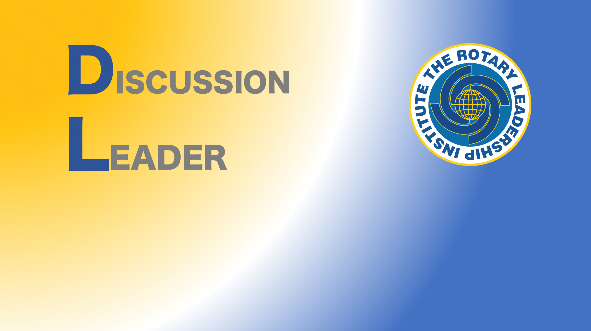 DISCUSSION
LEADER
THE ROTARY LEADERSHIP INSTITUTE